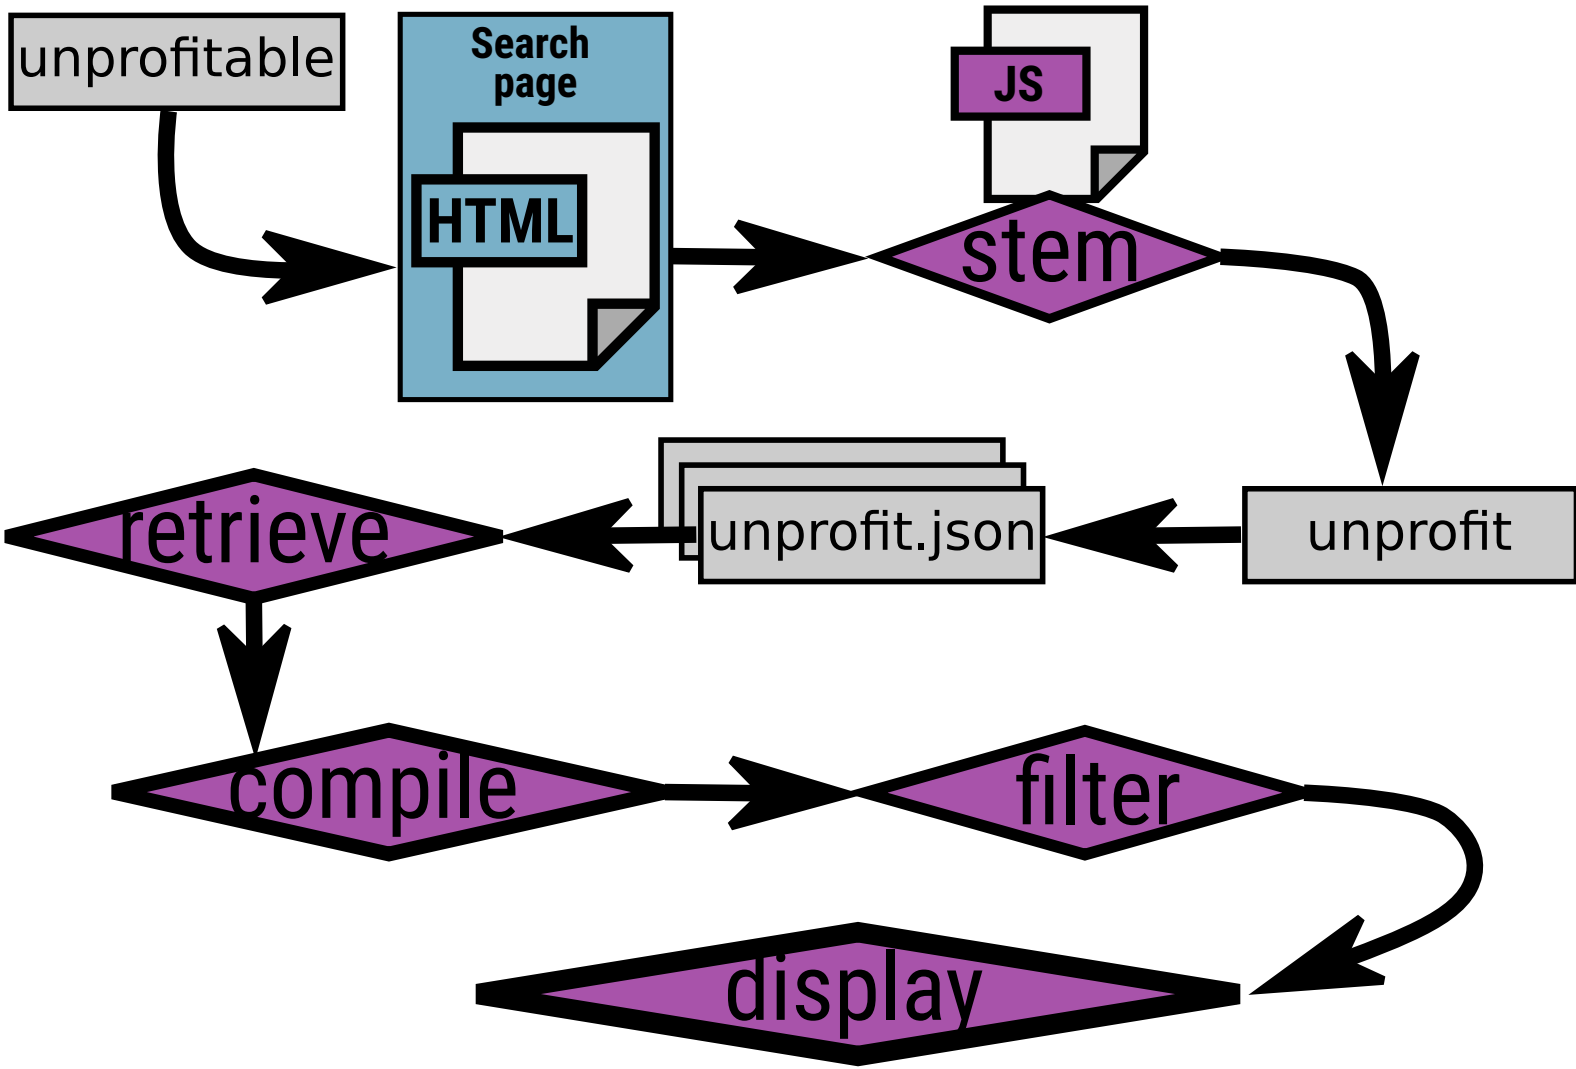 unprofitable
Search
page
HTML
JS
stem
unprofit
unprofit.json
retrieve
compile
filter
display